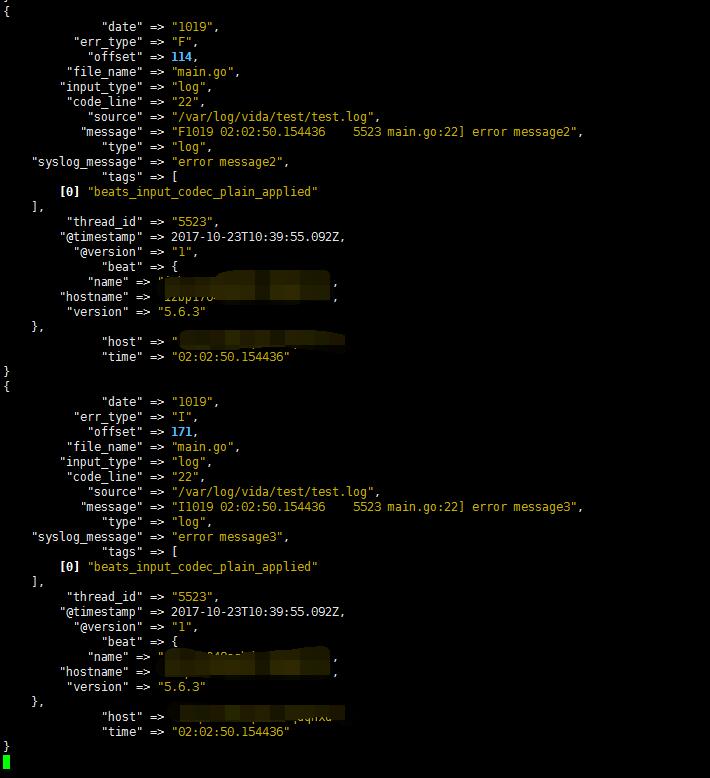 }
{
"date" => "1019",
"err_type" => "F",
"offset" => 114,
"file_name" => "main.go",
"input_type" => "log",
"code_line" => "22",
"source" => "/var/log/vida/test/test.log",
"message" => "F1019 02:02:50.154436    5523 main.go:22] error message2",
"type" => "log",
"syslog_message" => "error message2",
"tags" => [
[0] "beats_input_codec_plain_applied"
],
"thread_id" => "5523",
"@timestamp" => 2017-10-23T10:39:55.092Z,
"@version" => "1",
"beat" => {
"name" => " ,
"hostname" => " ,
"version" => "5.6.3"
},
"host" => "
"time" => "02:02:50.154436"
}
{
"date" => "1019",
"err_type" => "I",
"offset" => 171,
"file_name" => "main.go",
"input_type" => "log",
"code_line" => "22",
"source" => "/var/log/vida/test/test.log",
"message" => "I1019 02:02:50.154436    5523 main.go:22] error message3",
"type" => "log",
"syslog_message" => "error message3",
"tags" => [
[0] "beats_input_codec_plain_applied"
],
"thread_id" => "5523",
"@timestamp" => 2017-10-23T10:39:55.092Z,
"@version" => "1",
"beat" => {
"name" => " ,
"hostname" => ,
"version" => "5.6.3"
},
"host" =>
"time" => "02:02:50.154436"
}